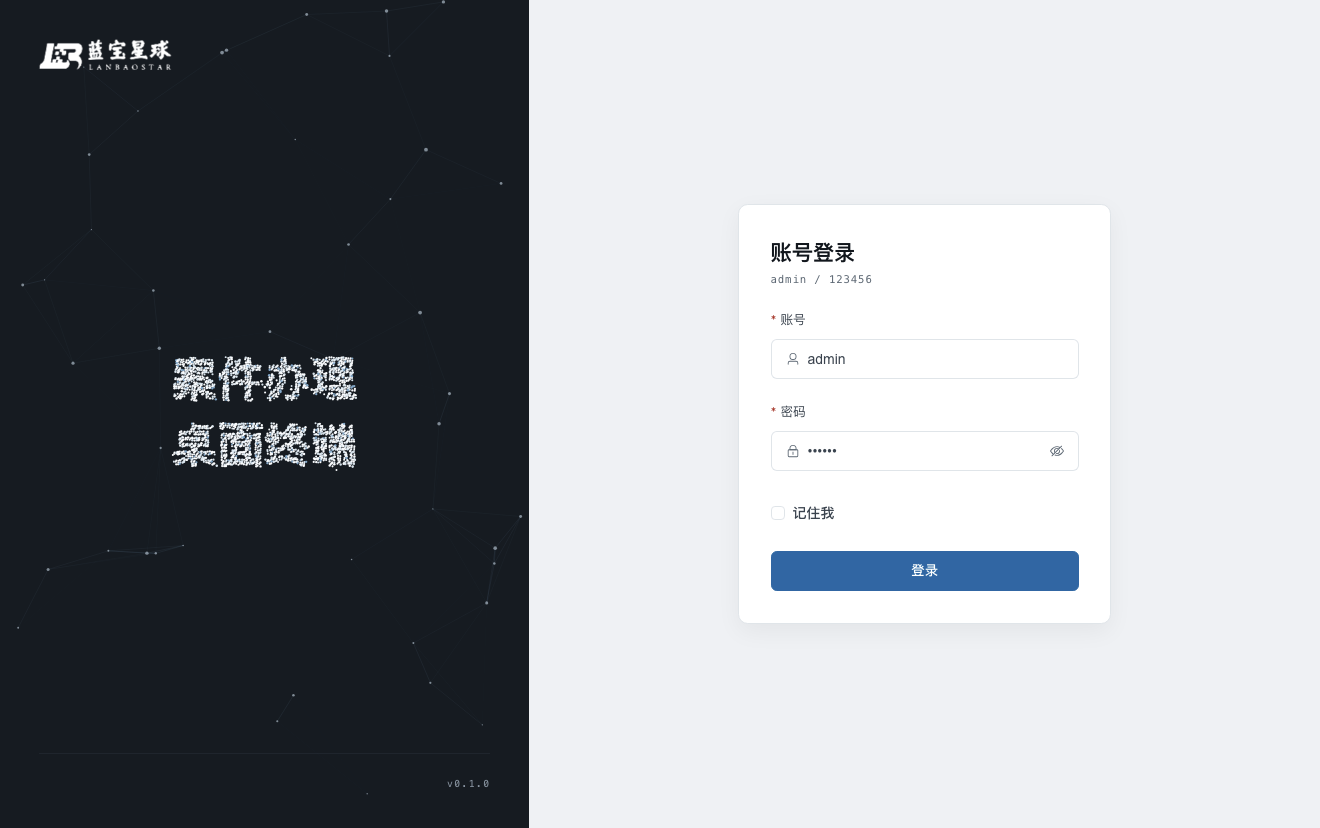 蓝宝星球
LANBAOSTAR
案件办理
桌面终端
v0.1.0
账号登录
admin / 123456
* 账号
admin
* 密码
••••••
记住我
登录